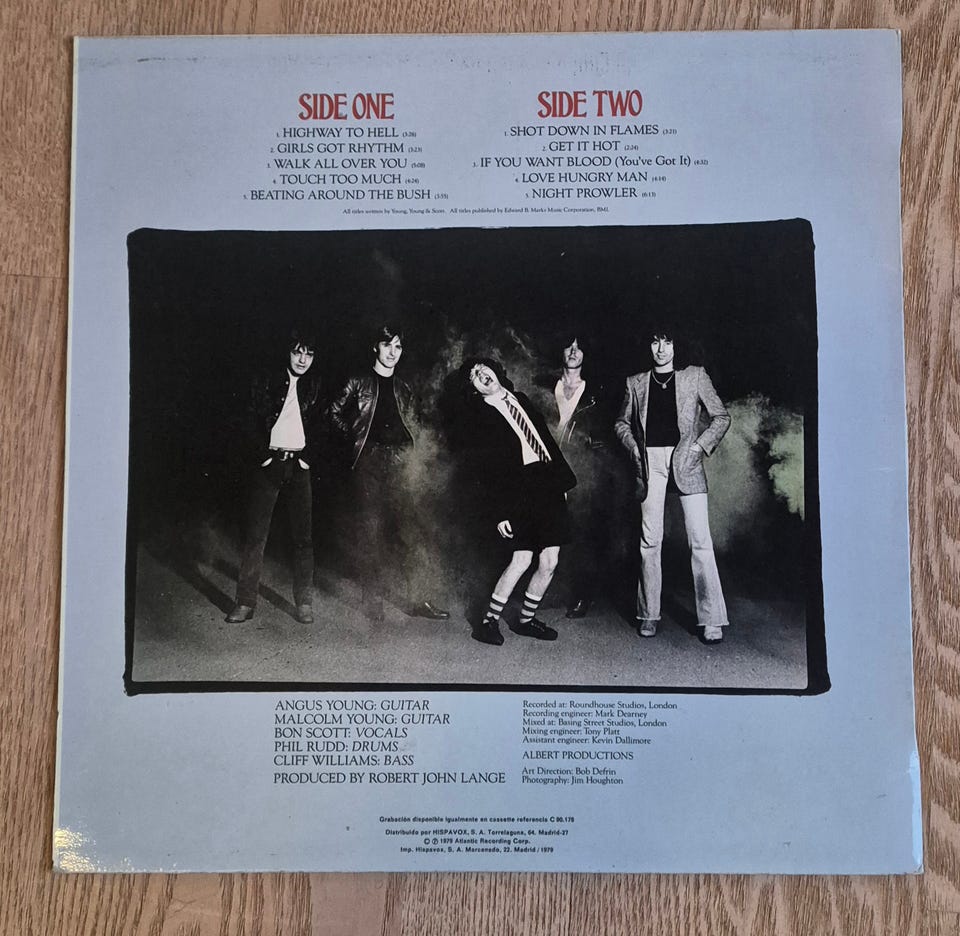 SIDE ONE
1. HIGHWAY TO HELL (3:26)
2. GIRLS GOT RHYTHM (3:23)
3. WALK ALL OVER YOU (5:08)
4. TOUCH TOO MUCH (4:24)
5. BEATING AROUND THE BUSH (3:55)
SIDE TWO
1. SHOT DOWN IN FLAMES (3:21)
2. GET IT HOT (2:24)
3. IF YOU WANT BLOOD (You've Got It) (4:32)
4. LOVE HUNGRY MAN (4:14)
5. NIGHT PROWLER (6:13)
All titles written by Young, Young & Scott. All titles published by Edward B. Marks Music Corporation, BMI.
ANGUS YOUNG: GUITAR
MALCOLM YOUNG: GUITAR
BON SCOTT: VOCALS
PHIL RUDD: DRUMS
CLIFF WILLIAMS: BASS
PRODUCED BY ROBERT JOHN LANGE
Recorded at: Roundhouse Studios, London
Recording engineer: Mark Dearney
Mixed at: Basing Street Studios, London
Mixing engineer: Tony Platt
Assistant engineer: Kevin Dallimore
ALBERT PRODUCTIONS
Art Direction: Bob Defrin
Photography: Jim Houghton
Grabación disponible igualmente en cassette referencia C 90.178
Distribuido por HISPAVOX, S. A. Torrelaguna, 64. Madrid-27
© ℗ 1979 Atlantic Recording Corp.
Imp. Hispavox, S. A. Marcenado, 22. Madrid / 1979